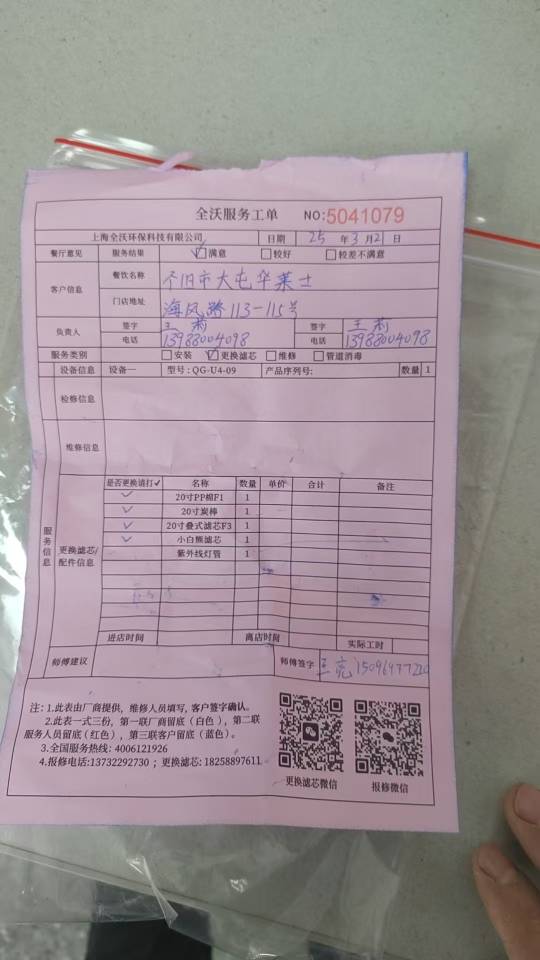 全沃服务工单 NO:5041079
上海全沃环保科技有限公司 日期 25 年 3 月 21 日
餐厅意见 服务结果 ☑满意 ☐较好 ☐较差不满意
客户信息 餐饮名称 个旧市大屯华莱士
门店地址 海凤路113-115号
负责人 签字 王莉 签字 王莉
电话 13988004098 电话 13988004098
服务类别 ☐安装 ☑更换滤芯 ☐维修 ☐管道消毒
设备信息 设备一 型号:QG-U4-09 产品序列号: 数量 1
检修信息
维修信息
服务信息
更换滤芯/配件信息
是否更换请打✓ 名称 数量 单价 合计 备注
✓ 20寸PP棉F1 1
✓ 20寸炭棒 1
✓ 20寸叠式滤芯F3 1
✓ 小白熊滤芯 1
紫外线灯管 1
进店时间 离店时间 实际工时
师傅建议 师傅签字 王亮
注: 1.此表由厂商提供, 维修人员填写, 客户签字确认。
2.此表一式三份, 第一联厂商留底(白色), 第二联
服务人员留底(红色), 第三联客户留底(蓝色)。
3.全国服务热线: 4006121926
4.报修电话:13732292730; 更换滤芯: 18258897611
更换滤芯微信 报修微信